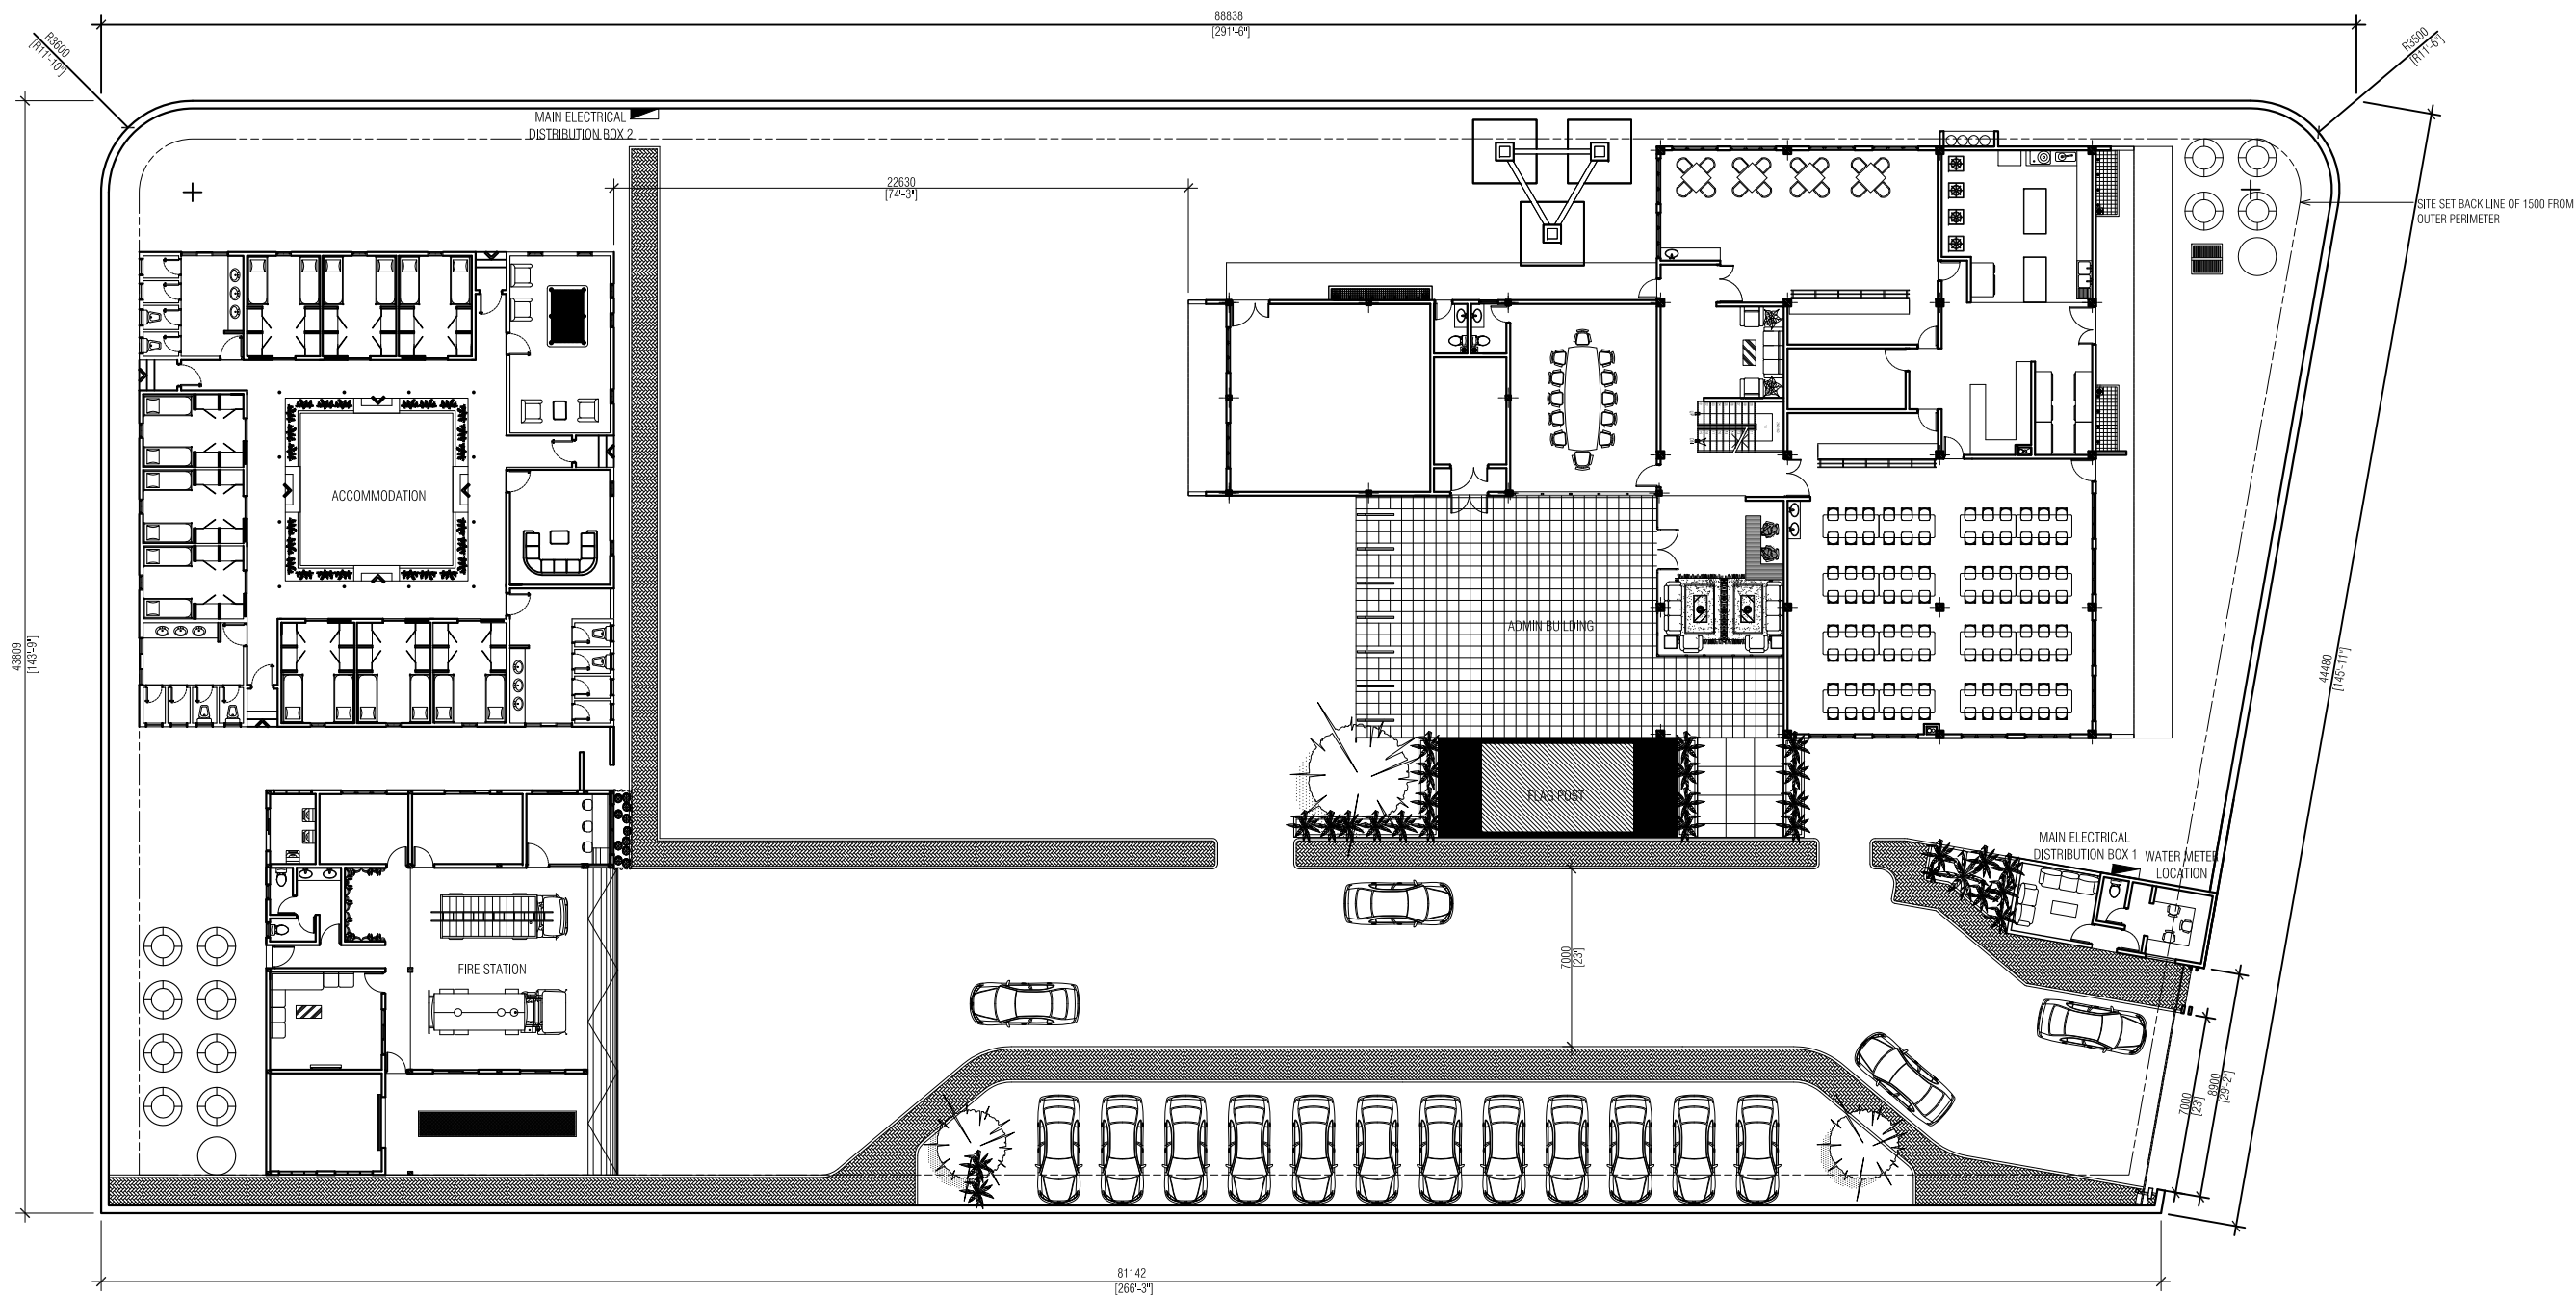 88838
[291'-6"]
R3600
[R11'-10"]
R3500
[R11'-6"]
MAIN ELECTRICAL
DISTRIBUTION BOX 2
22630
[74'-3"]
SITE SET BACK LINE OF 1500 FROM
OUTER PERIMETER
ACCOMMODATION
ADMIN BUILDING
43809
[143'-9"]
44480
[145'-11"]
FLAG POST
MAIN ELECTRICAL
DISTRIBUTION BOX 1
WATER METER
LOCATION
FIRE STATION
7000
[23']
7000
[23']
8900
[29'-2"]
81142
[266'-3"]